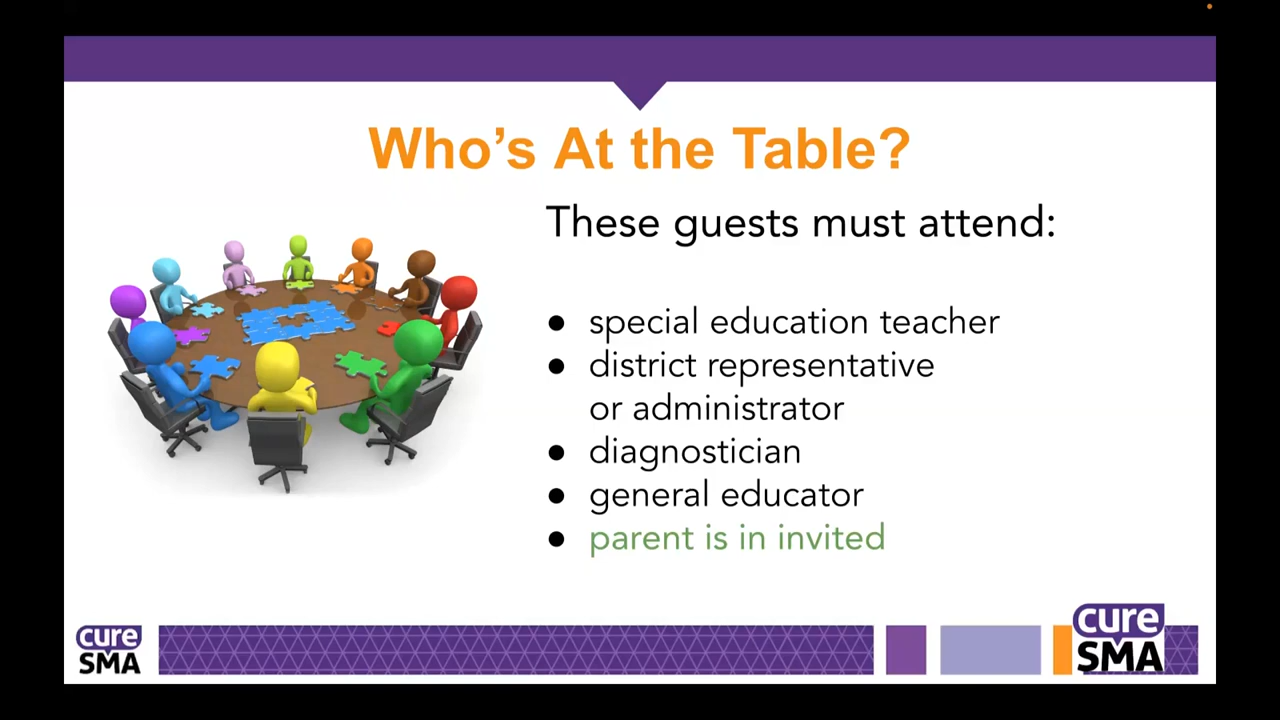 Who's At the Table?
These guests must attend:
● special education teacher
● district representative
or administrator
● diagnostician
● general educator
● parent is in invited
cure
SMA
cure
SMA